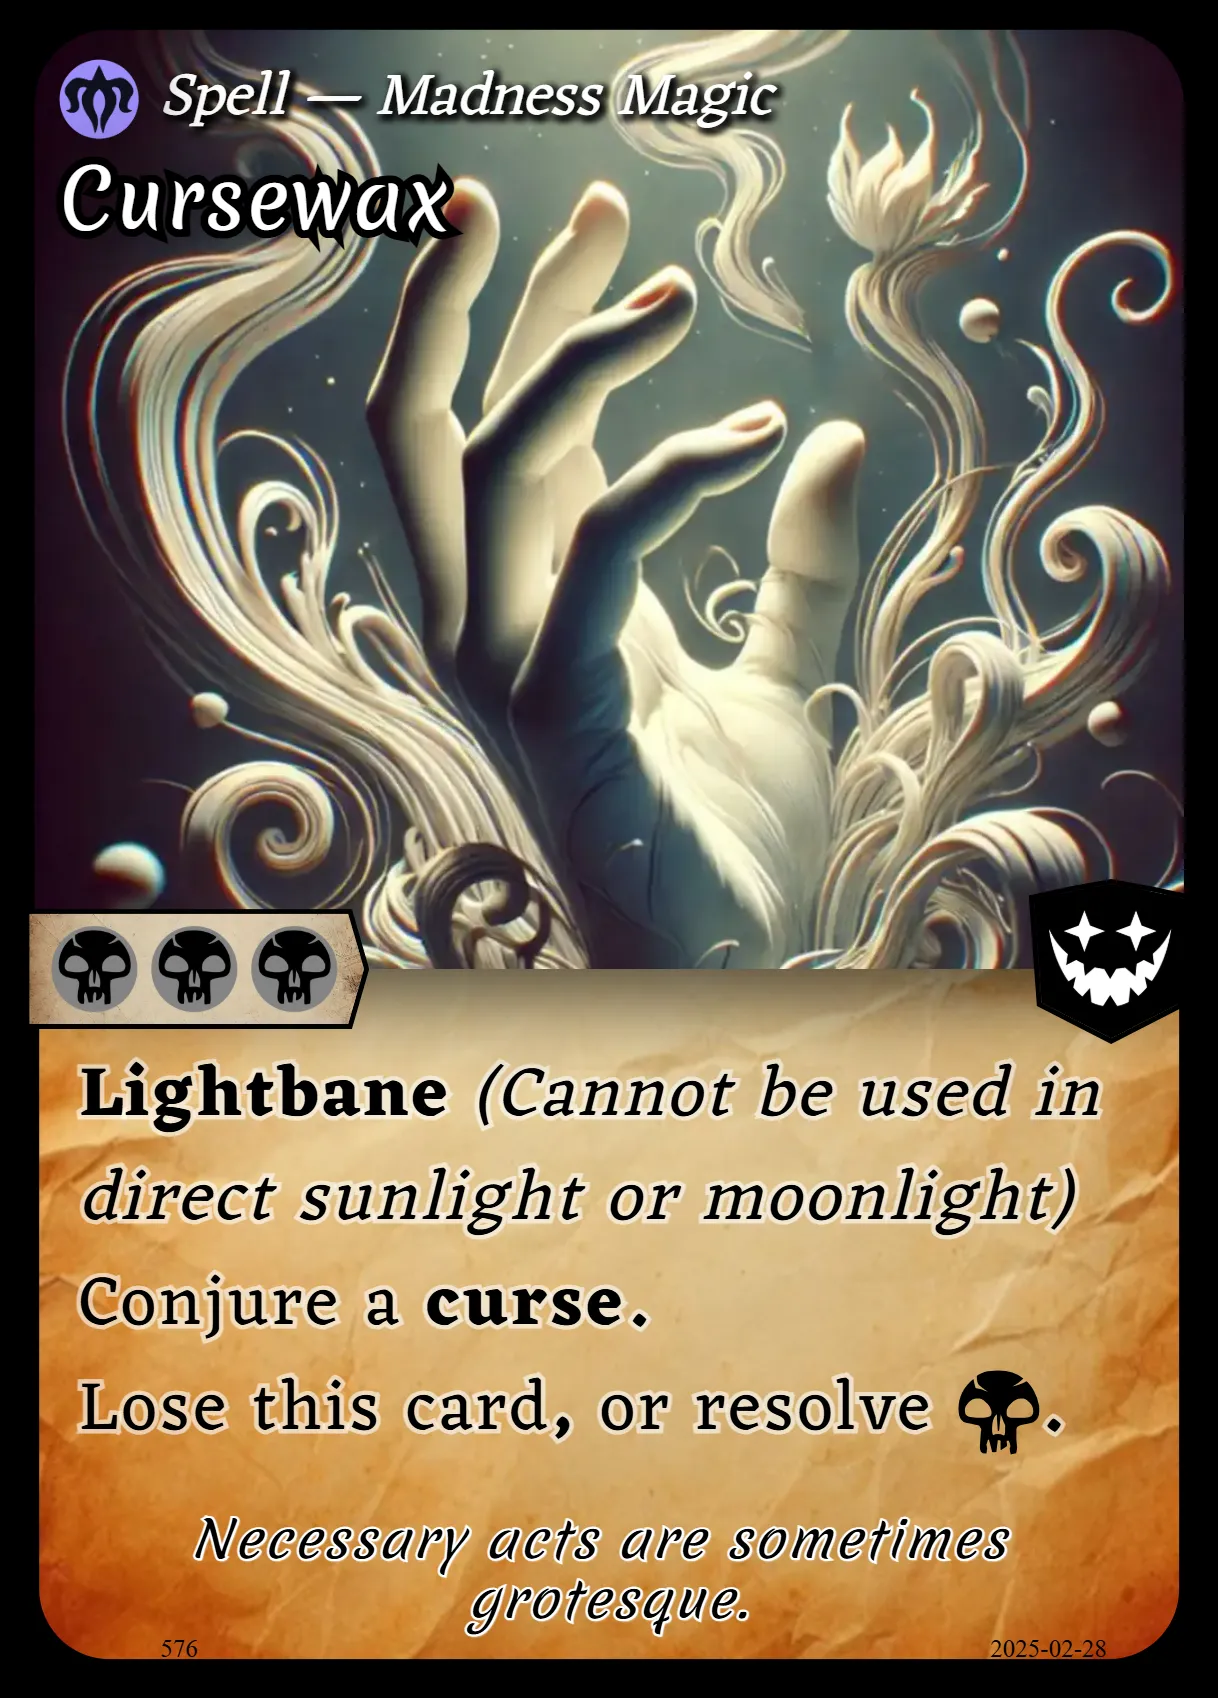 Spell — Madness Magic
Cursewax
Lightbane (Cannot be used in
direct sunlight or moonlight)
Conjure a curse.
Lose this card, or resolve .
Necessary acts are sometimes
grotesque.
576
2025-02-28